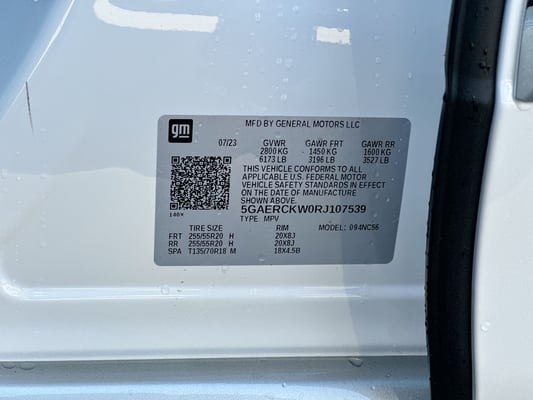 gm
MFD BY GENERAL MOTORS LLC
07/23 GVWR GAWR FRT GAWR RR
2800 KG 1450 KG 1600 KG
6173 LB 3196 LB 3527 LB
THIS VEHICLE CONFORMS TO ALL
APPLICABLE U.S. FEDERAL MOTOR
VEHICLE SAFETY STANDARDS IN EFFECT
ON THE DATE OF MANUFACTURE
SHOWN ABOVE.
140×
5GAERCKW0RJ107539
TYPE MPV
TIRE SIZE RIM MODEL: 094NC56
FRT 255/55R20 H 20X8J
RR 255/55R20 H 20X8J
SPA T135/70R18 M 18X4.5B